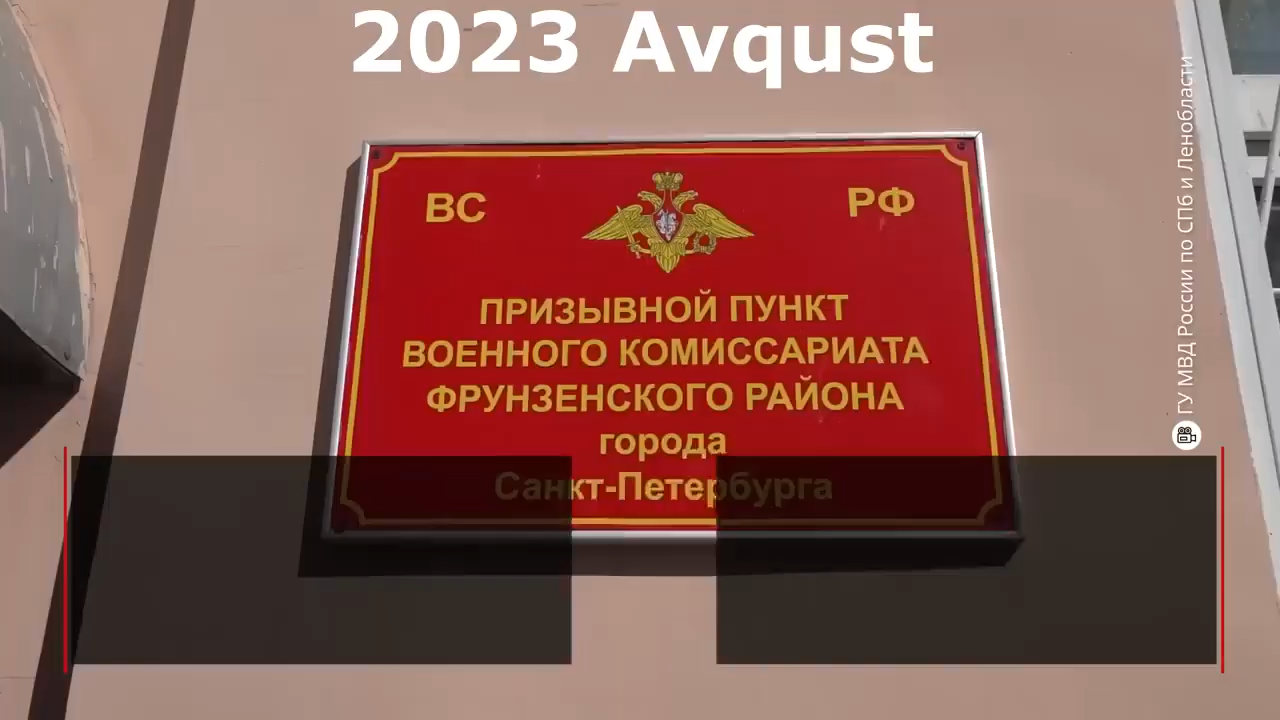 2023 Avqust
ВС
РФ
ПРИЗЫВНОЙ ПУНКТ
ВОЕННОГО КОМИССАРИАТА
ФРУНЗЕНСКОГО РАЙОНА
города
Санкт-Петербурга
ГУ МВД России по СПб и Ленобласти